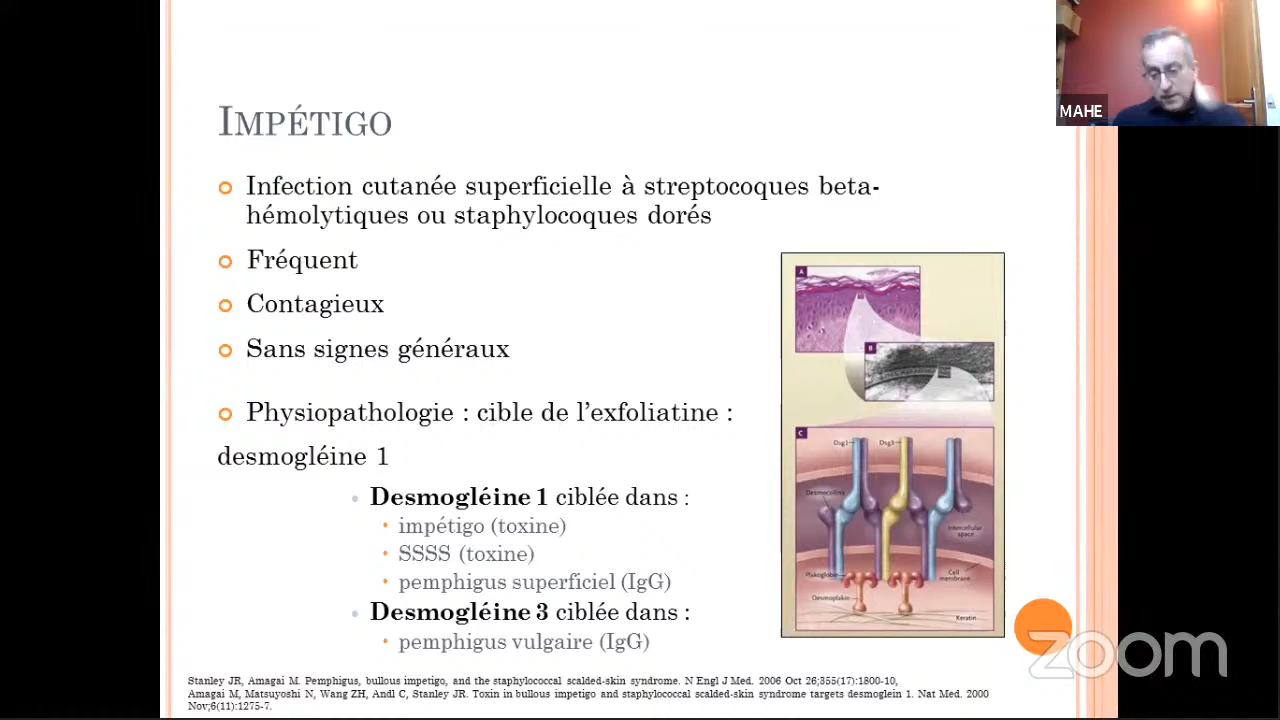 MAHE
IMPÉTIGO
Infection cutanée superficielle à streptocoques beta-
hémolytiques ou staphylocoques dorés
Fréquent
Contagieux
Sans signes généraux
Physiopathologie : cible de l’exfoliatine :
desmogléine 1
Desmogléine 1 ciblée dans :
impétigo (toxine)
SSSS (toxine)
pemphigus superficiel (IgG)
Desmogléine 3 ciblée dans :
pemphigus vulgaire (IgG)
A
B
C
Dsg1
Dsg3
Desmocollins
Intercellular
space
Plakoglobin
Cell
membrane
Desmoplakin
Keratin
Stanley JR, Amagai M. Pemphigus, bullous impetigo, and the staphylococcal scalded-skin syndrome. N Engl J Med. 2006 Oct 26;355(17):1800-10,
Amagai M, Matsuyoshi N, Wang ZH, Andl C, Stanley JR. Toxin in bullous impetigo and staphylococcal scalded-skin syndrome targets desmoglein 1. Nat Med. 2000
Nov;6(11):1275-7.
zoom